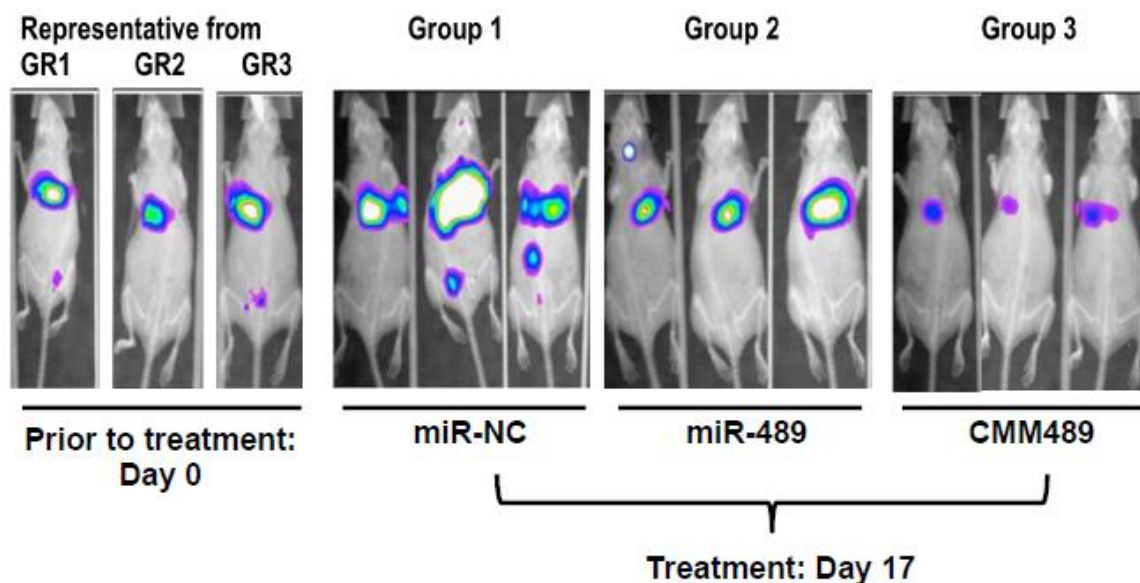 Representative from
GR1 GR2 GR3
Group 1 Group 2 Group 3
Prior to treatment:
Day 0
miR-NC miR-489 CMM489
Treatment: Day 17